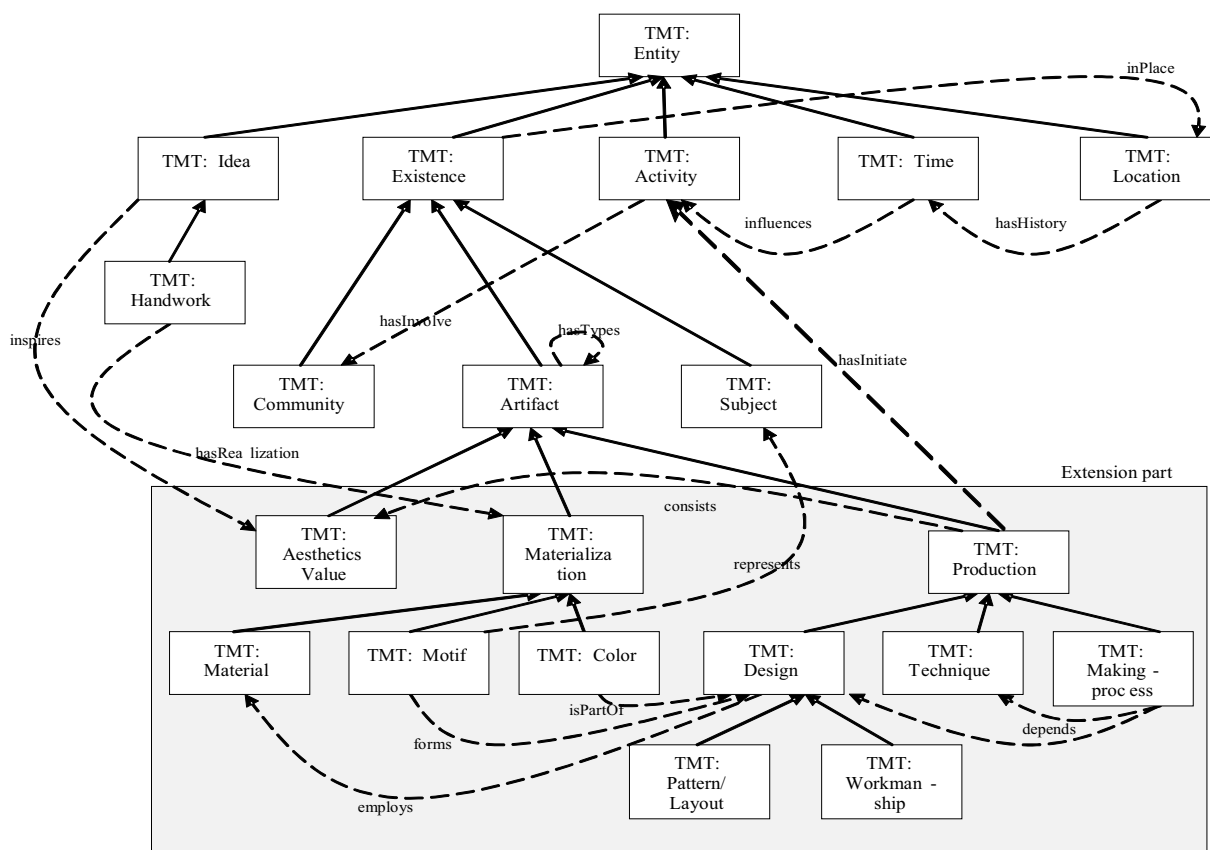 TMT:
Entity
inPlace
TMT: Idea
TMT:
Existence
TMT:
Activity
TMT: Time
TMT:
Location
influences
hasHistory
TMT:
Handwork
inspires
hasInvolve
hasTypes
hasInitiate
TMT:
Community
TMT:
Artifact
TMT:
Subject
hasRea lization
Extension part
consists
TMT:
Aesthetics
Value
TMT:
Materializa
tion
represents
TMT:
Production
TMT:
Material
TMT: Motif
TMT: Color
TMT:
Design
TMT:
Technique
TMT:
Making -
proc ess
isPartOf
forms
depends
employs
TMT:
Pattern/
Layout
TMT:
Workman -
ship